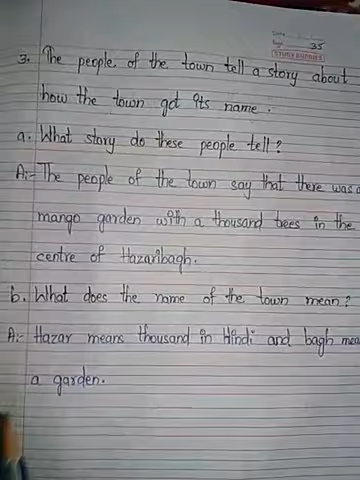 Date
Page 35
3. The people of the town tell a story about
how the town got its name.
a. What story do these people tell?
A:- The people of the town say that there was a
mango garden with a thousand trees in the
centre of Hazaribagh.
b. What does the name of the town mean?
A:- Hazar means thousand in Hindi and bagh mea
a garden.